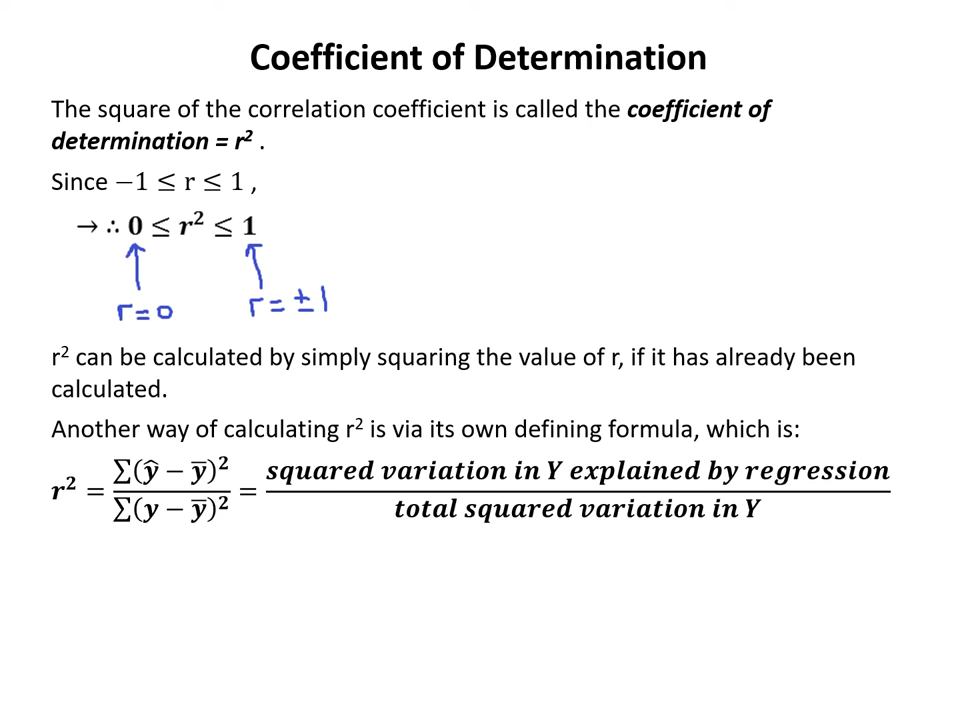 Coefficient of Determination
The square of the correlation coefficient is called the coefficient of
determination = r² .
Since −1 ≤ r ≤ 1 ,
→ ∴ 0 ≤ r² ≤ 1
r = 0 r = ± 1
r² can be calculated by simply squaring the value of r, if it has already been
calculated.
Another way of calculating r² is via its own defining formula, which is:
r² = ∑(ŷ − ȳ)² / ∑(y − ȳ)² = squared variation in Y explained by regression / total squared variation in Y